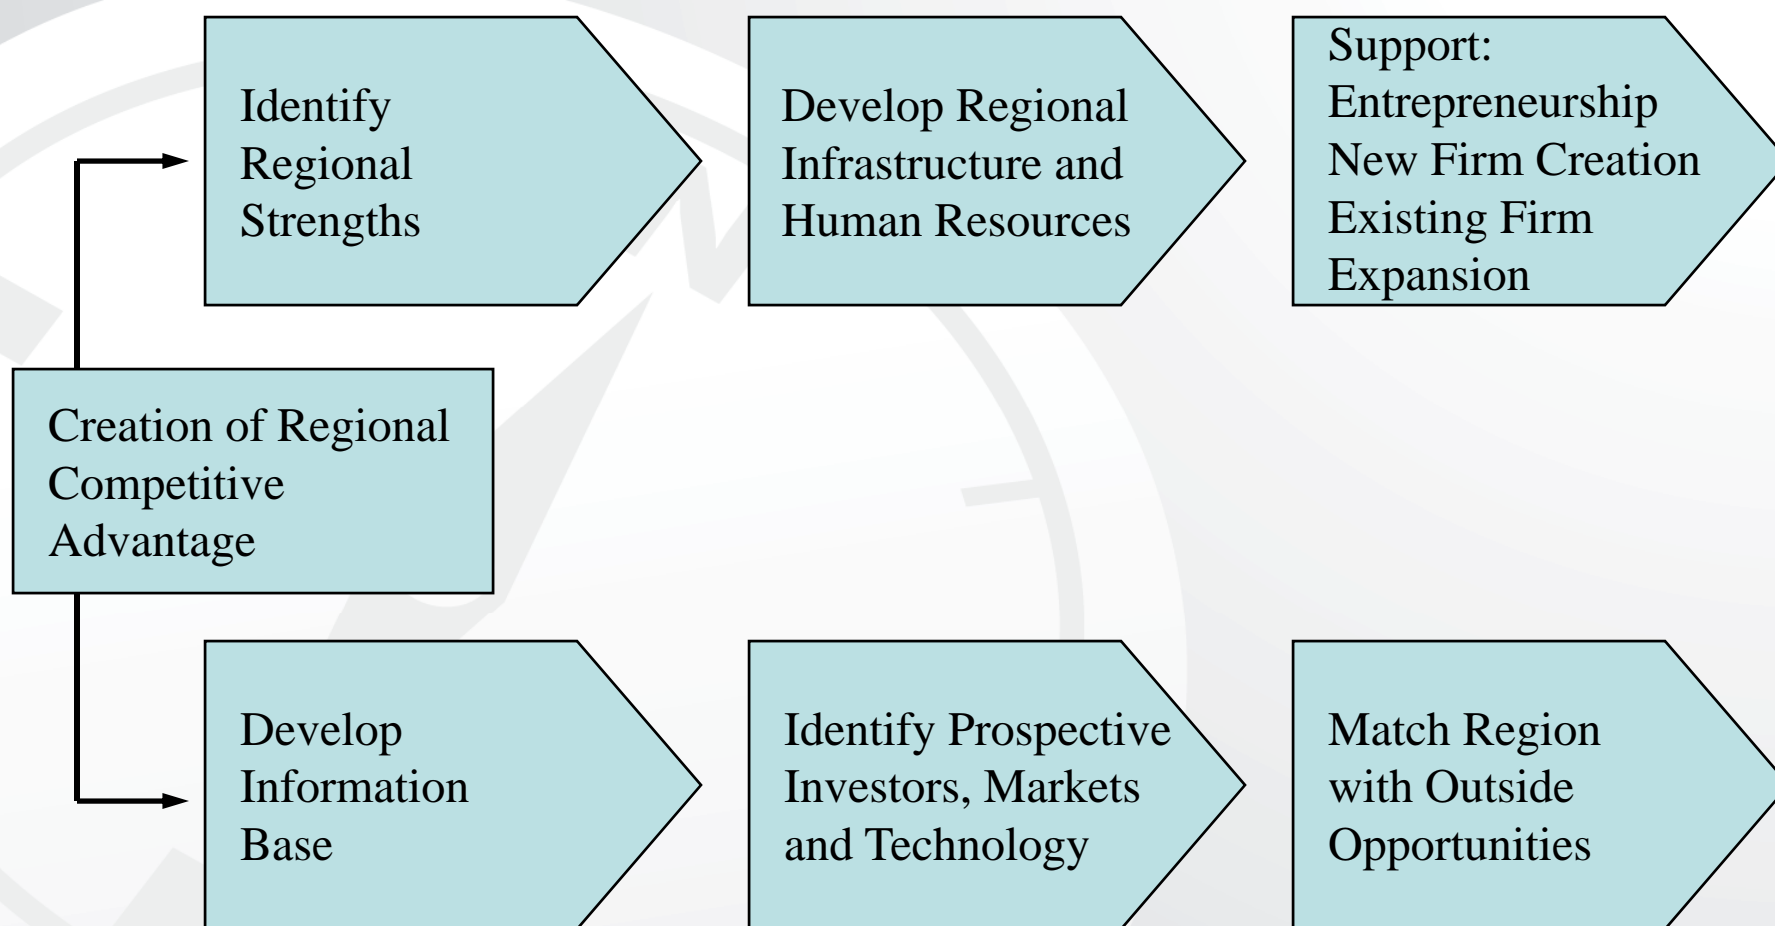 Identify
Regional
Strengths
Develop Regional
Infrastructure and
Human Resources
Support:
Entrepreneurship
New Firm Creation
Existing Firm
Expansion
Creation of Regional
Competitive
Advantage
Develop
Information
Base
Identify Prospective
Investors, Markets
and Technology
Match Region
with Outside
Opportunities